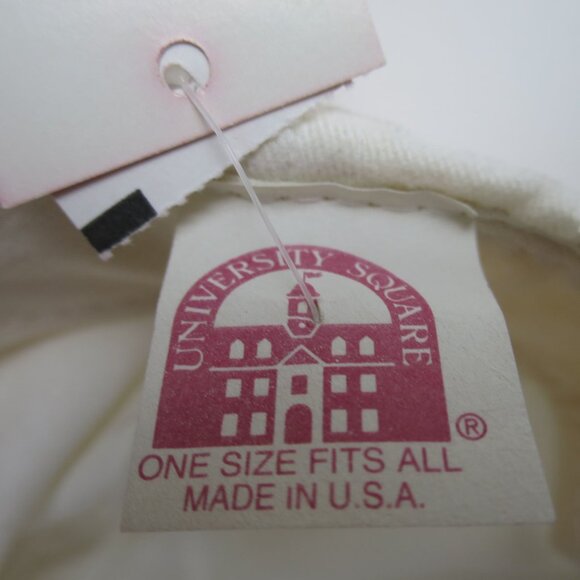 UNIVERSITY SQUARE
®
ONE SIZE FITS ALL
MADE IN U.S.A.